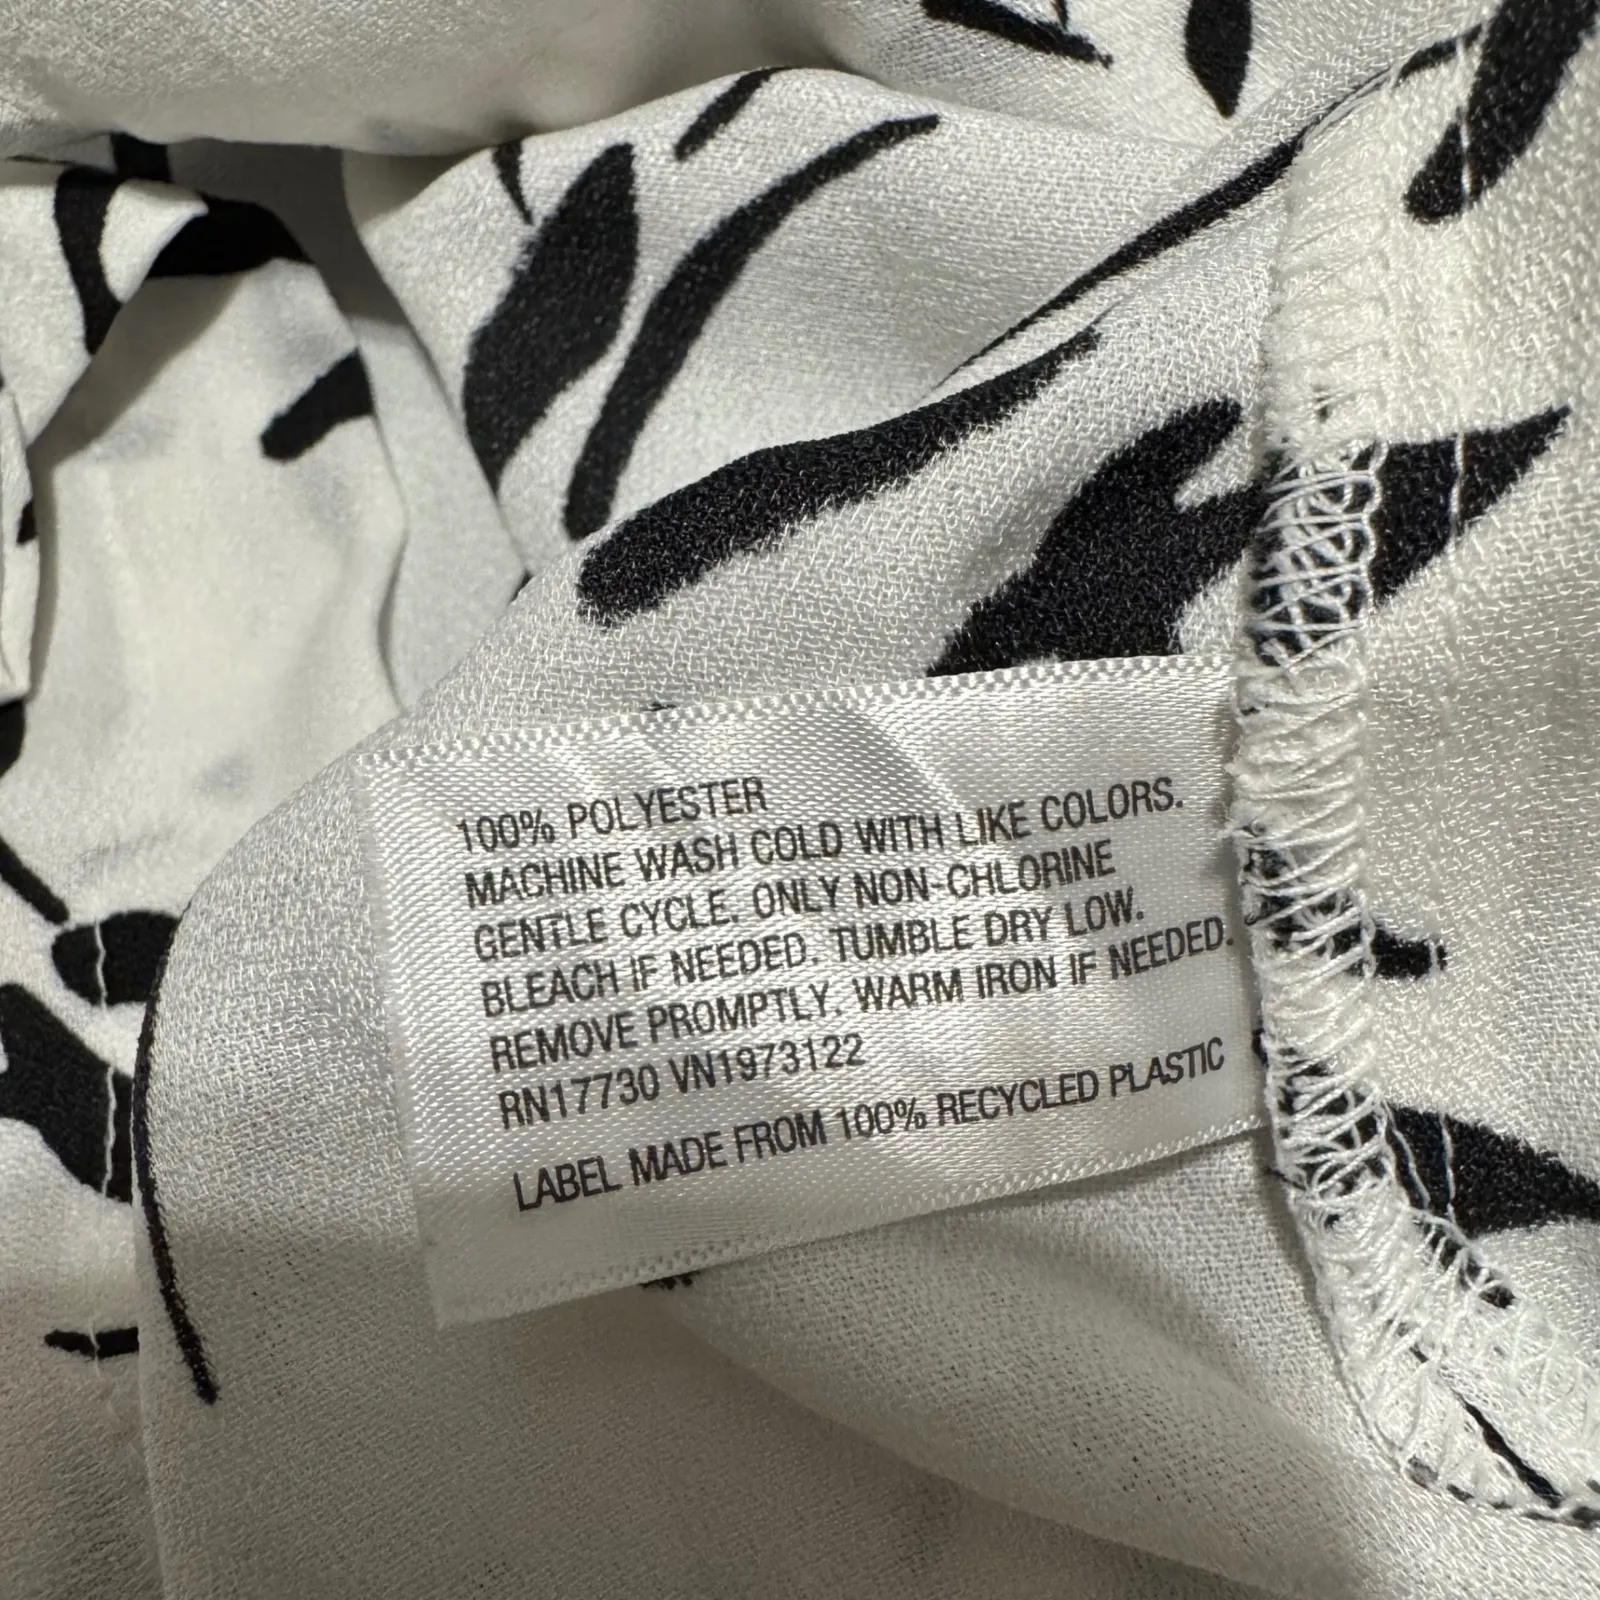 100% POLYESTER
MACHINE WASH COLD WITH LIKE COLORS.
GENTLE CYCLE. ONLY NON-CHLORINE
BLEACH IF NEEDED. TUMBLE DRY LOW.
REMOVE PROMPTLY. WARM IRON IF NEEDED.
RN17730 VN1973122
LABEL MADE FROM 100% RECYCLED PLASTIC